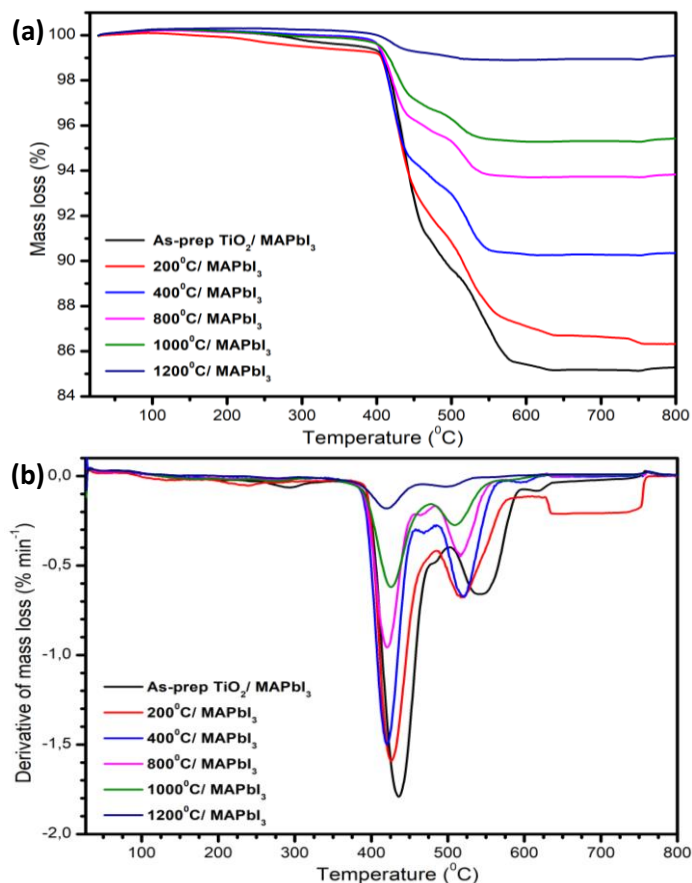 (a)
100
98
96
94
92
90
88
86
84
Mass loss (%)
As-prep TiO₂/ MAPbI₃
200⁰C/ MAPbI₃
400⁰C/ MAPbI₃
800⁰C/ MAPbI₃
1000⁰C/ MAPbI₃
1200⁰C/ MAPbI₃
100 200 300 400 500 600 700 800
Temperature (⁰C)
(b)
0,0
-0,5
-1,0
-1,5
-2,0
Derivative of mass loss (% min⁻¹)
As-prep TiO₂/ MAPbI₃
200⁰C/ MAPbI₃
400⁰C/ MAPbI₃
800⁰C/ MAPbI₃
1000⁰C/ MAPbI₃
1200⁰C/ MAPbI₃
100 200 300 400 500 600 700 800
Temperature (⁰C)